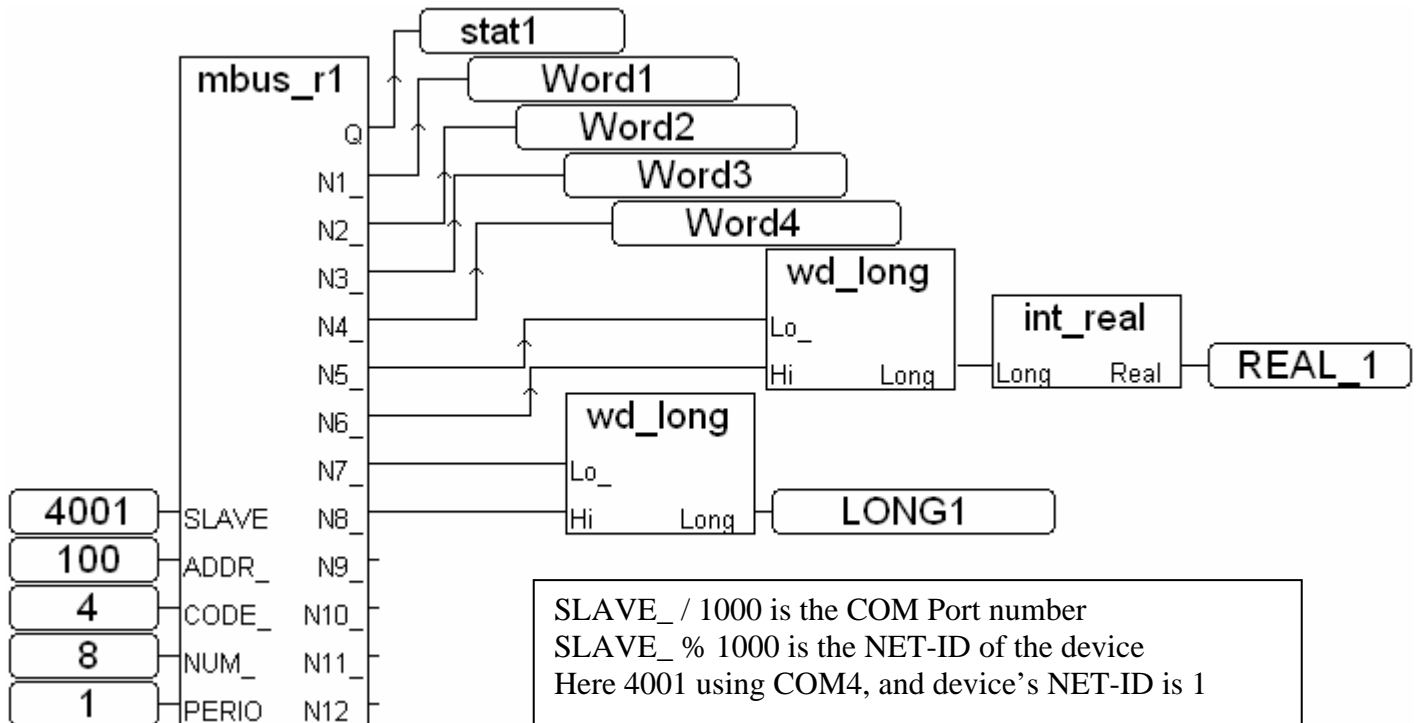 stat1
mbus_r1
Word1
Q
Word2
N1_
Word3
N2_
Word4
N3_
wd_long
N4_
Lo_
int_real
N5_
Hi Long
Long Real
REAL_1
N6_
wd_long
N7_
Lo_
4001
SLAVE
N8_
Hi Long
LONG1
100
ADDR_
N9_
4
CODE_
N10_
8
NUM_
N11_
1
PERIO
N12
SLAVE_ / 1000 is the COM Port number
SLAVE_ % 1000 is the NET-ID of the device
Here 4001 using COM4, and device's NET-ID is 1